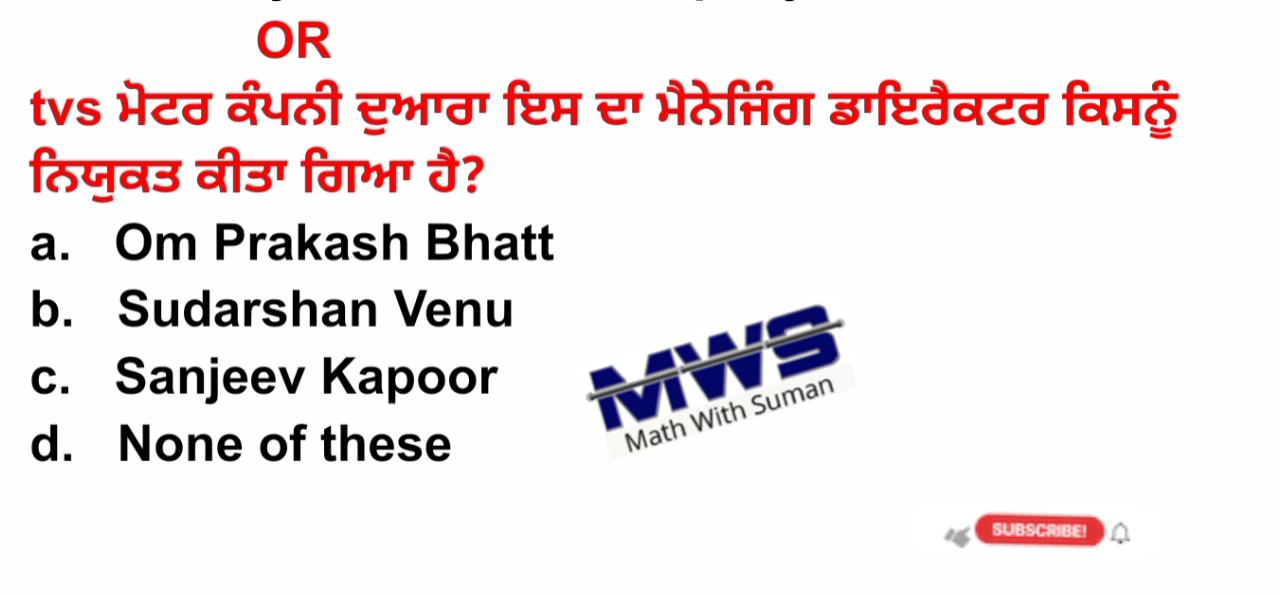 OR
tvs ਮੋਟਰ ਕੰਪਨੀ ਦੁਆਰਾ ਇਸ ਦਾ ਮੈਨੇਜਿੰਗ ਡਾਇਰੈਕਟਰ ਕਿਸਨੂੰ
ਨਿਯੁਕਤ ਕੀਤਾ ਗਿਆ ਹੈ?
a. Om Prakash Bhatt
b. Sudarshan Venu
c. Sanjeev Kapoor
d. None of these
MWS
Math With Suman
SUBSCRIBE!